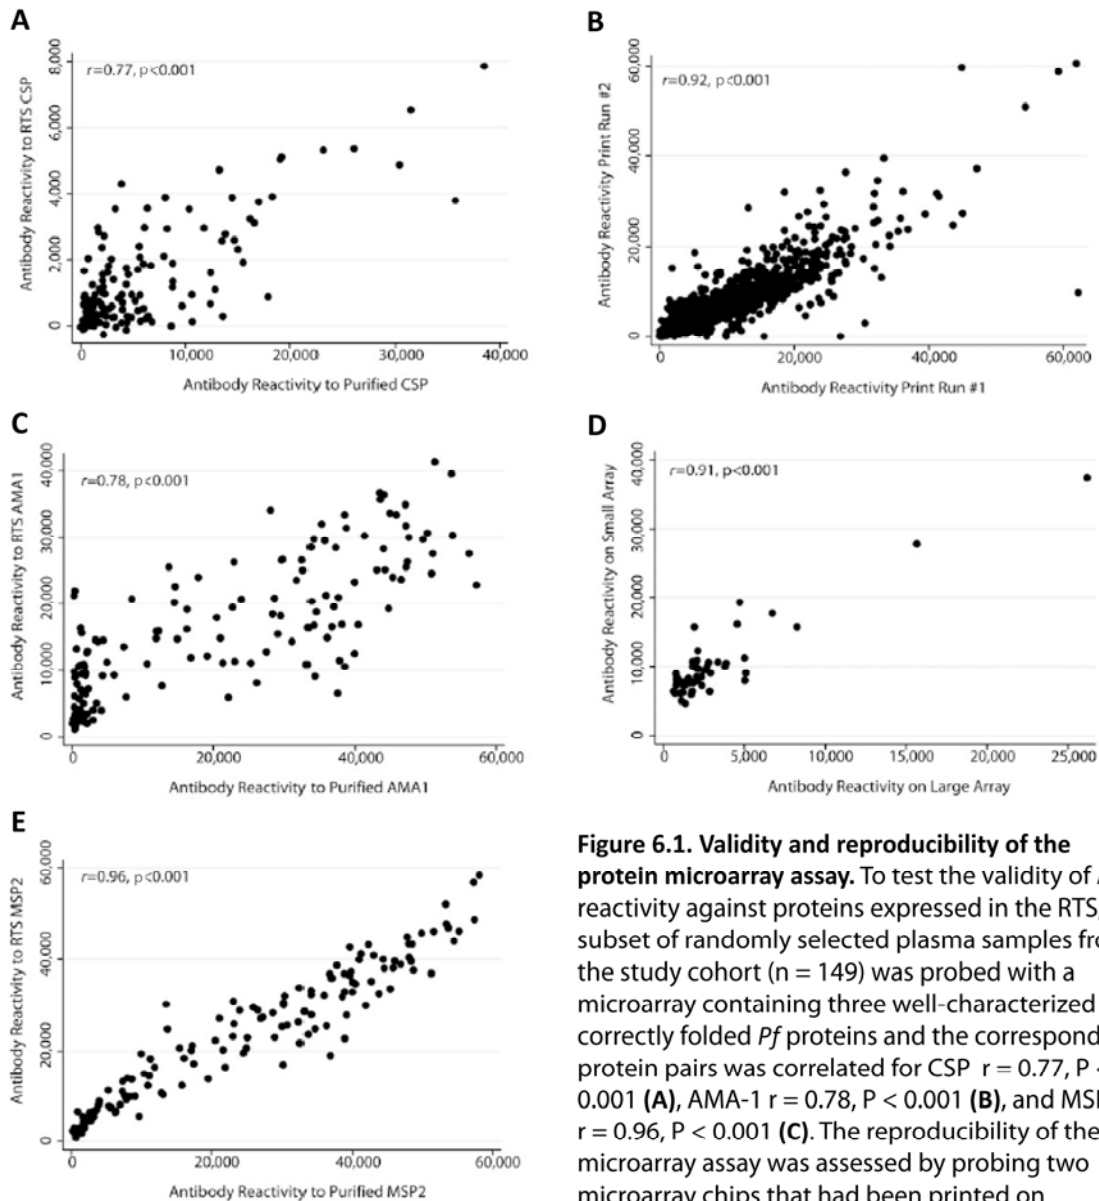 A
B
r=0.77, p<0.001
Antibody Reactivity to RTS CSP
8,000
6,000
4,000
2,000
0
0 10,000 20,000 30,000 40,000
Antibody Reactivity to Purified CSP
r=0.92, p<0.001
Antibody Reactivity Print Run #2
60,000
40,000
20,000
0
0 20,000 40,000 60,000
Antibody Reactivity Print Run #1
C
D
r=0.78, p<0.001
Antibody Reactivity to RTS AMA1
40,000
30,000
20,000
10,000
0
0 20,000 40,000 60,000
Antibody Reactivity to Purified AMA1
r=0.91, p<0.001
Antibody Reactivity on Small Array
40,000
30,000
20,000
10,000
0
0 5,000 10,000 15,000 20,000 25,000
Antibody Reactivity on Large Array
E
r=0.96, p<0.001
Antibody Reactivity to RTS MSP2
60,000
40,000
20,000
0
0 20,000 40,000 60,000
Antibody Reactivity to Purified MSP2
Figure 6.1. Validity and reproducibility of the
protein microarray assay. To test the validity of
reactivity against proteins expressed in the RTS,
subset of randomly selected plasma samples
the study cohort (n = 149) was probed with a
microarray containing three well-characterized
correctly folded Pf proteins and the
protein pairs was correlated for CSP r = 0.77, P <
0.001 (A), AMA-1 r = 0.78, P < 0.001 (B), and
r = 0.96, P < 0.001 (C). The reproducibility of the
microarray assay was assessed by probing two
microarray chips that had been printed on